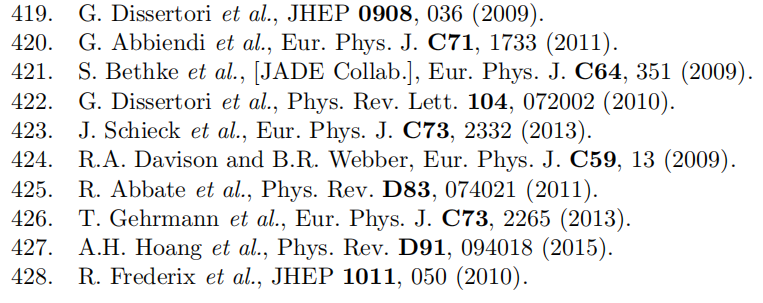 419. G. Dissertori et al., JHEP 0908, 036 (2009).
420. G. Abbiendi et al., Eur. Phys. J. C71, 1733 (2011).
421. S. Bethke et al., [JADE Collab.], Eur. Phys. J. C64, 351 (2009).
422. G. Dissertori et al., Phys. Rev. Lett. 104, 072002 (2010).
423. J. Schieck et al., Eur. Phys. J. C73, 2332 (2013).
424. R.A. Davison and B.R. Webber, Eur. Phys. J. C59, 13 (2009).
425. R. Abbate et al., Phys. Rev. D83, 074021 (2011).
426. T. Gehrmann et al., Eur. Phys. J. C73, 2265 (2013).
427. A.H. Hoang et al., Phys. Rev. D91, 094018 (2015).
428. R. Frederix et al., JHEP 1011, 050 (2010).